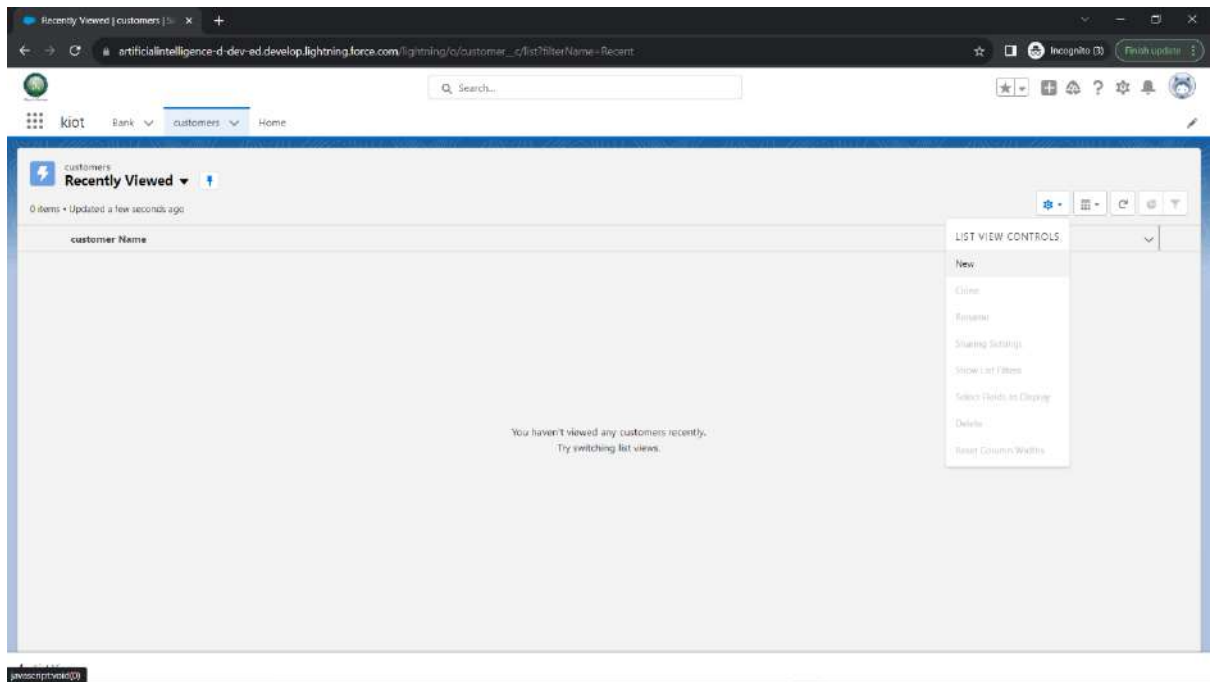 Recently Viewed | customers | S
artificialintelligence-d-dev-ed.develop.lightning.force.com/lightning/o/customer__c/list?filterName=Recent
Incognito (3)
Finish update
Search...
kiot
Bank
customers
Home
customers
Recently Viewed
0 items • Updated a few seconds ago
customer Name
LIST VIEW CONTROLS
New
Clone
Rename
Sharing Settings
Show List Filters
Select Fields to Display
Delete
Reset Column Widths
You haven't viewed any customers recently.
Try switching list views.
javascript:void(0)